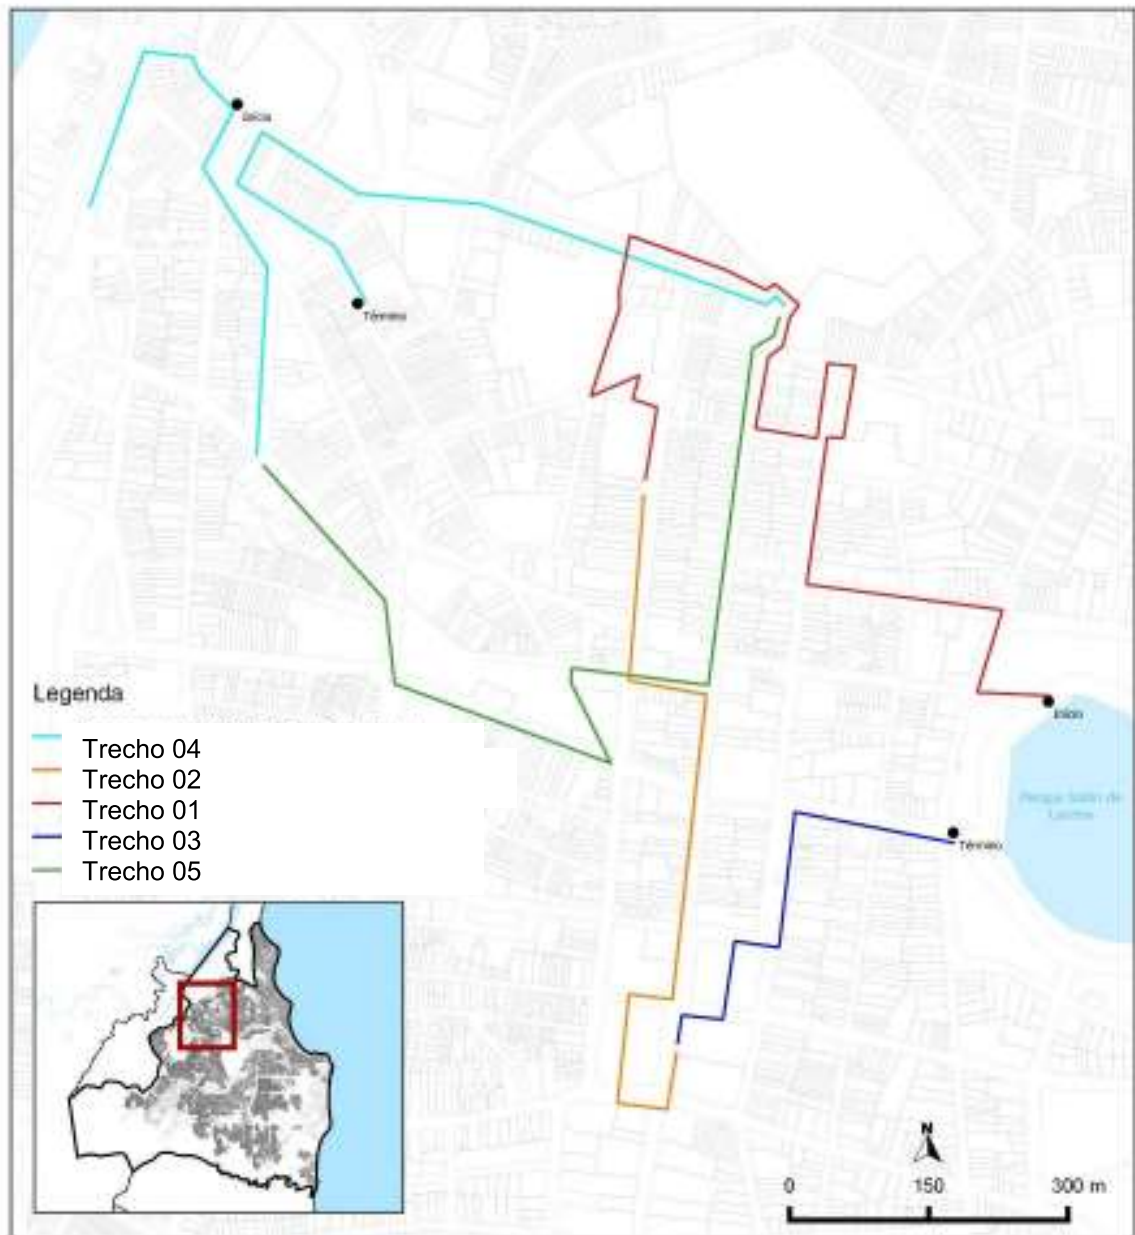 Início
Término
Início
Término
Legenda
Trecho 04
Trecho 02
Trecho 01
Trecho 03
Trecho 05
N
0 150 300 m